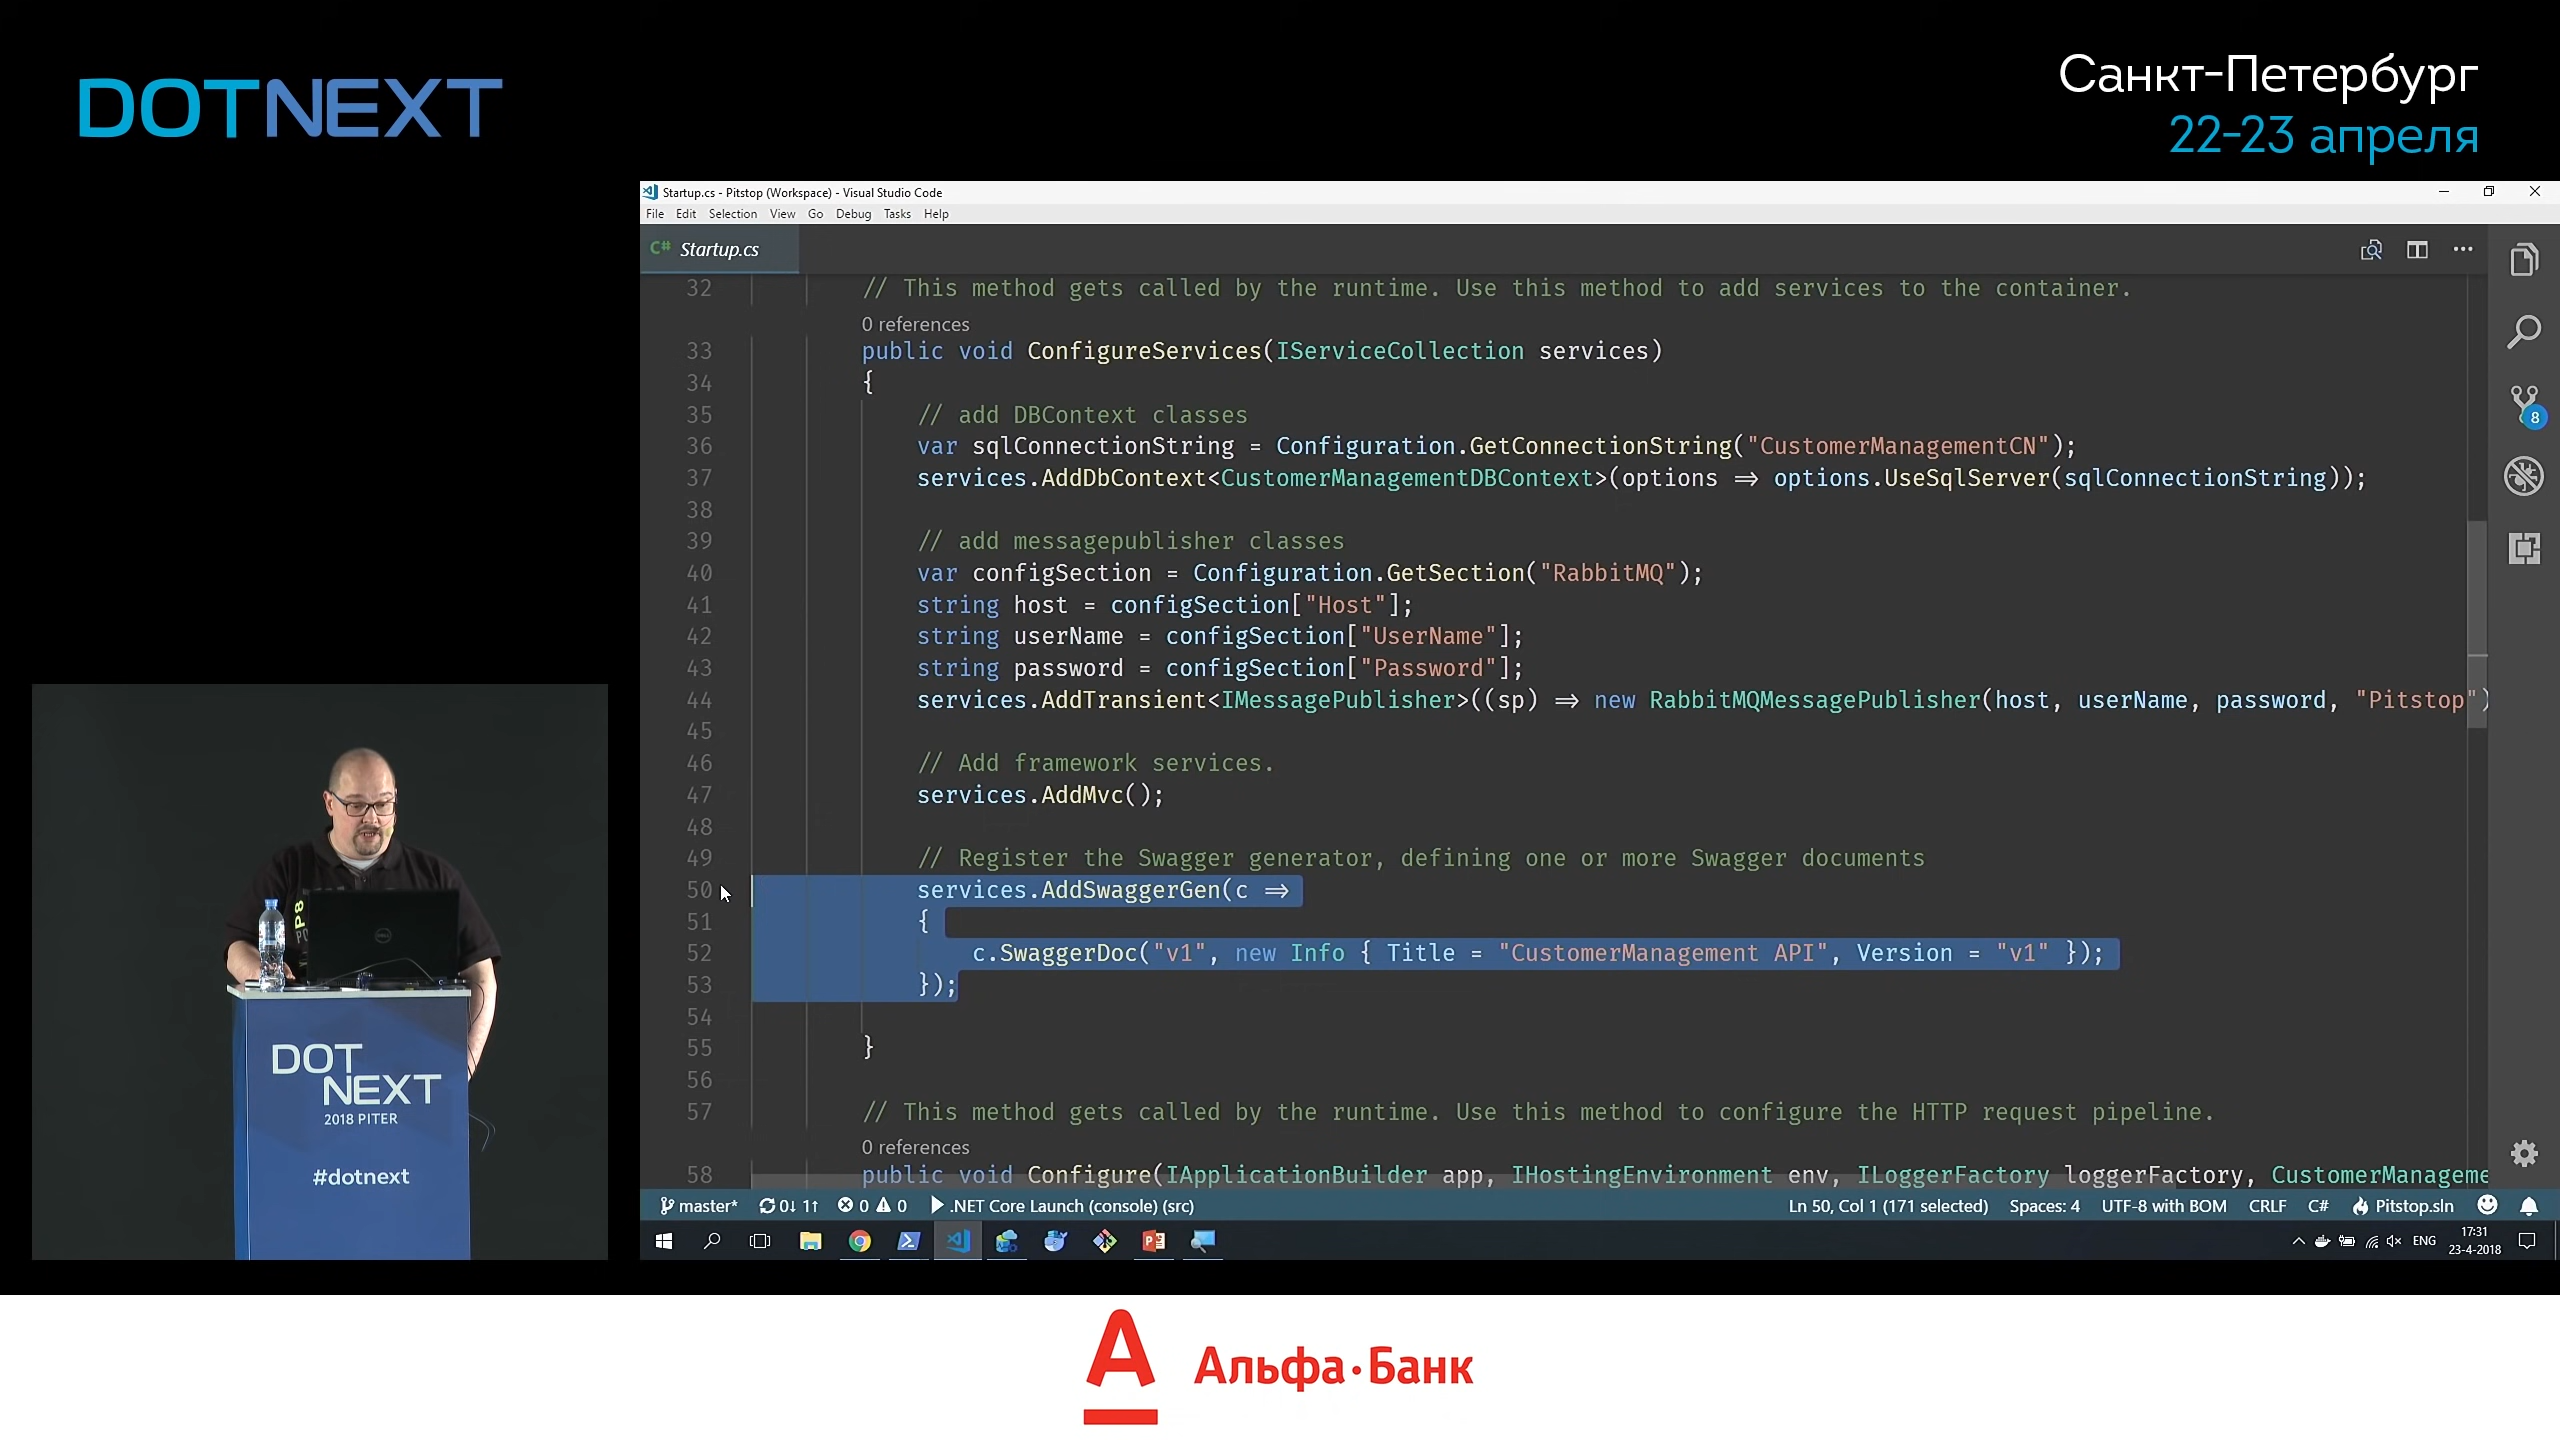 DOTNEXT
Санкт-Петербург
22-23 апреля
Startup.cs - Pitstop (Workspace) - Visual Studio Code
File Edit Selection View Go Debug Tasks Help
C# Startup.cs
32 // This method gets called by the runtime. Use this method to add services to the container.
0 references
33 public void ConfigureServices(IServiceCollection services)
34 {
35 // add DBContext classes
36 var sqlConnectionString = Configuration.GetConnectionString("CustomerManagementCN");
37 services.AddDbContext<CustomerManagementDBContext>(options => options.UseSqlServer(sqlConnectionString));
38
39 // add messagepublisher classes
40 var configSection = Configuration.GetSection("RabbitMQ");
41 string host = configSection["Host"];
42 string userName = configSection["UserName"];
43 string password = configSection["Password"];
44 services.AddTransient<IMessagePublisher>((sp) => new RabbitMQMessagePublisher(host, userName, password, "Pitstop")
45
46 // Add framework services.
47 services.AddMvc();
48
49 // Register the Swagger generator, defining one or more Swagger documents
50 services.AddSwaggerGen(c =>
51 {
52 c.SwaggerDoc("v1", new Info { Title = "CustomerManagement API", Version = "v1" });
53 });
54
55 }
56
57 // This method gets called by the runtime. Use this method to configure the HTTP request pipeline.
0 references
58 public void Configure(IApplicationBuilder app, IHostingEnvironment env, ILoggerFactory loggerFactory, CustomerManageme
8
master* 0↓ 1↑ 0 0 .NET Core Launch (console) (src) Ln 50, Col 1 (171 selected) Spaces: 4 UTF-8 with BOM CRLF C# Pitstop.sln
ENG
17:31
23-4-2018
DOT
NEXT
2018 PITER
#dotnext
Альфа·Банк